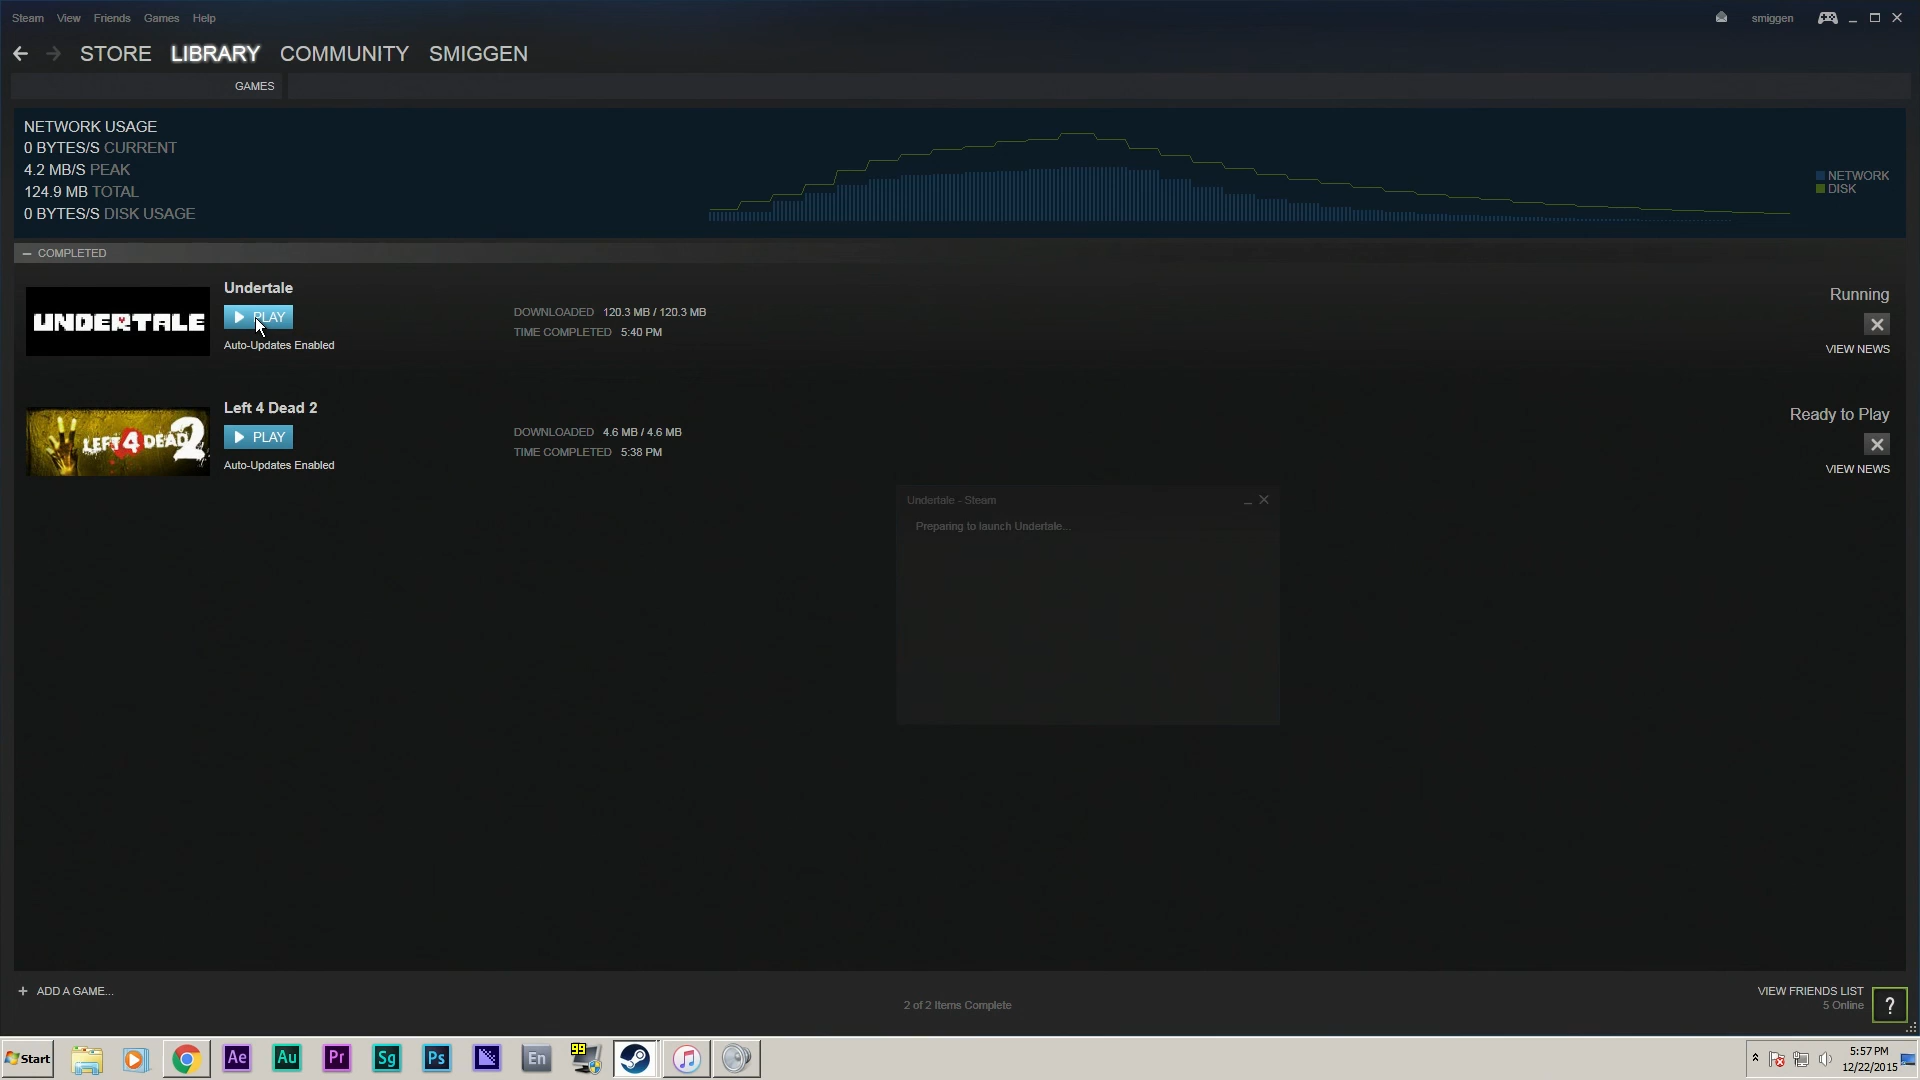 Steam View Friends Games Help
smiggen
STORE LIBRARY COMMUNITY SMIGGEN
GAMES
NETWORK USAGE
0 BYTES/S CURRENT
4.2 MB/S PEAK
124.9 MB TOTAL
0 BYTES/S DISK USAGE
NETWORK
DISK
COMPLETED
UNDERTALE
Undertale
PLAY
Auto-Updates Enabled
DOWNLOADED 120.3 MB / 120.3 MB
TIME COMPLETED 5:40 PM
Running
VIEW NEWS
LEFT 4 DEAD 2
Left 4 Dead 2
PLAY
Auto-Updates Enabled
DOWNLOADED 4.6 MB / 4.6 MB
TIME COMPLETED 5:38 PM
Ready to Play
VIEW NEWS
Undertale - Steam
Preparing to launch Undertale...
+ ADD A GAME...
2 of 2 Items Complete
VIEW FRIENDS LIST
5 Online
?
Start
Ae
Au
Pr
Sg
Ps
En
99
5:57 PM
12/22/2015